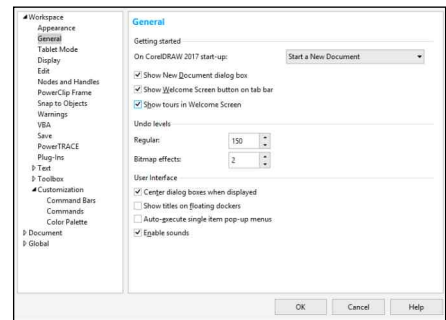 Workspace
Appearance
General
Tablet Mode
Display
Edit
Nodes and Handles
PowerClip Frame
Snap to Objects
Warnings
VBA
Save
PowerTRACE
Plug-Ins
Text
Toolbox
Customization
Command Bars
Commands
Color Palette
Document
Global
General
Getting started
On CorelDRAW 2017 start-up: Start a New Document
Show New Document dialog box
Show Welcome Screen button on tab bar
Show tours in Welcome Screen
Undo levels
Regular: 150
Bitmap effects: 2
User Interface
Center dialog boxes when displayed
Show titles on floating dockers
Auto-execute single item pop-up menus
Enable sounds
OK Cancel Help